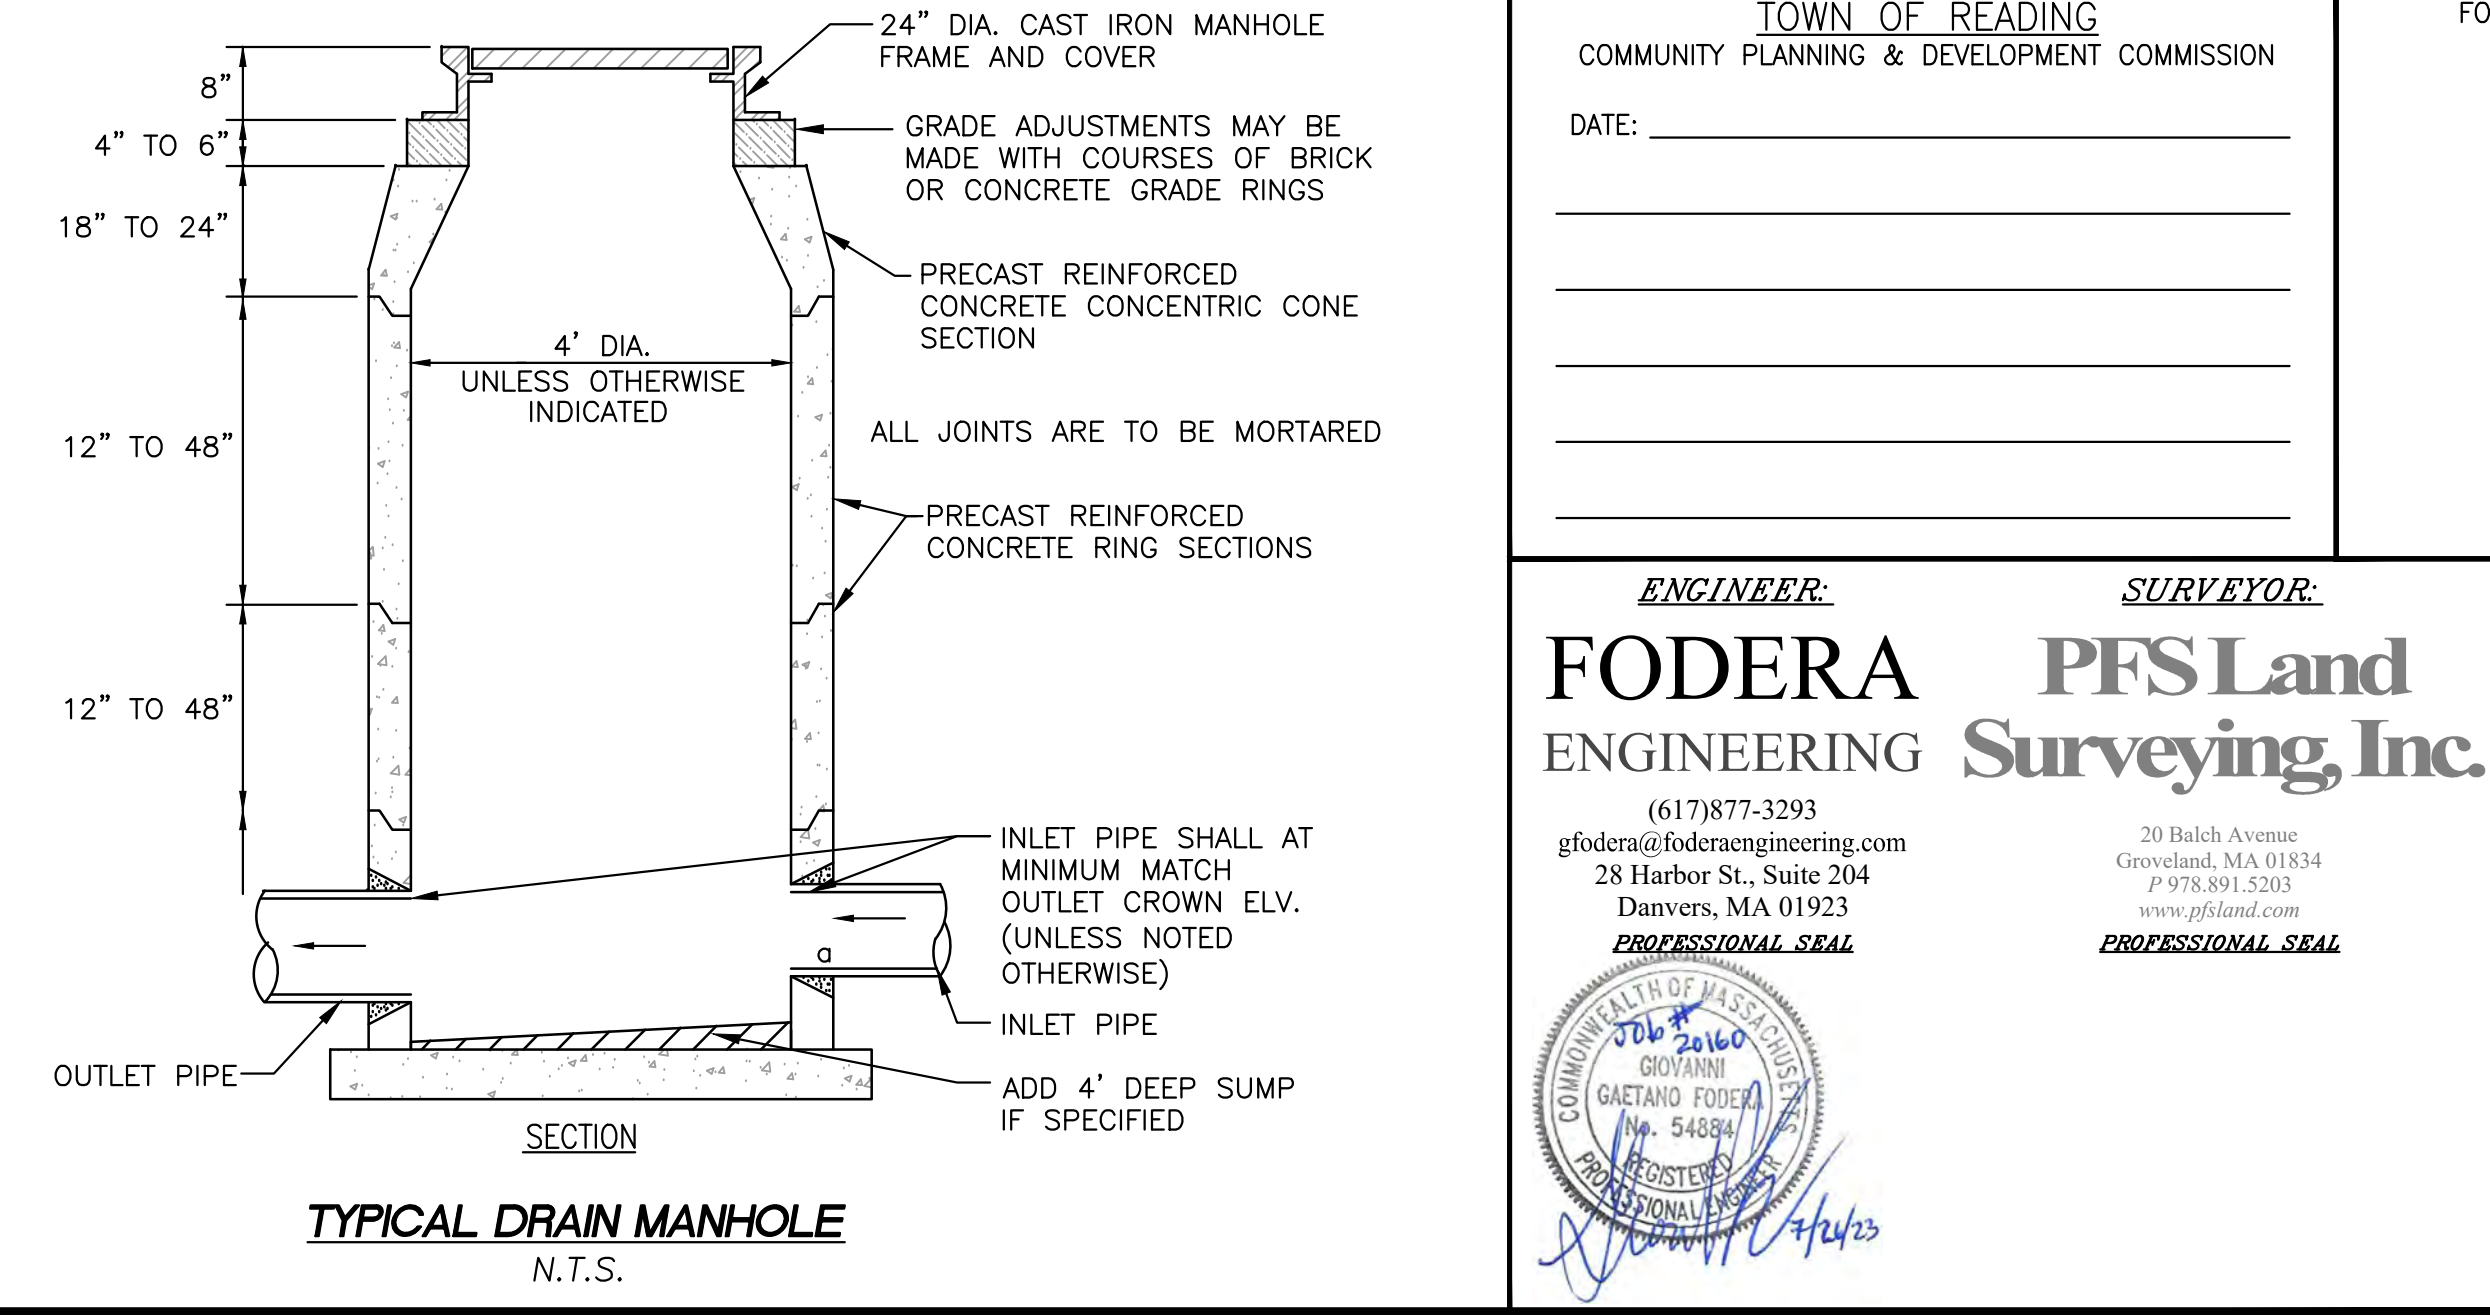 24” DIA. CAST IRON MANHOLE
FRAME AND COVER
8”
4” TO 6”
GRADE ADJUSTMENTS MAY BE
MADE WITH COURSES OF BRICK
OR CONCRETE GRADE RINGS
18” TO 24”
PRECAST REINFORCED
CONCRETE CONCENTRIC CONE
SECTION
4’ DIA.
UNLESS OTHERWISE
INDICATED
ALL JOINTS ARE TO BE MORTARED
12” TO 48”
PRECAST REINFORCED
CONCRETE RING SECTIONS
12” TO 48”
INLET PIPE SHALL AT
MINIMUM MATCH
OUTLET CROWN ELV.
(UNLESS NOTED
OTHERWISE)
a
INLET PIPE
OUTLET PIPE
ADD 4’ DEEP SUMP
IF SPECIFIED
SECTION
TYPICAL DRAIN MANHOLE
N.T.S.
TOWN OF READING
COMMUNITY PLANNING & DEVELOPMENT COMMISSION
DATE:
FO
ENGINEER:
FODERA
ENGINEERING
(617)877-3293
gfodera@foderaengineering.com
28 Harbor St., Suite 204
Danvers, MA 01923
PROFESSIONAL SEAL
COMMONWEALTH OF MASSACHUSETTS
Job #
20160
GIOVANNI
GAETANO FODERA
No. 54884
REGISTERED
PROFESSIONAL ENGINEER
7/26/23
SURVEYOR:
PFS Land
Surveying, Inc.
20 Balch Avenue
Groveland, MA 01834
P 978.891.5203
www.pfsland.com
PROFESSIONAL SEAL